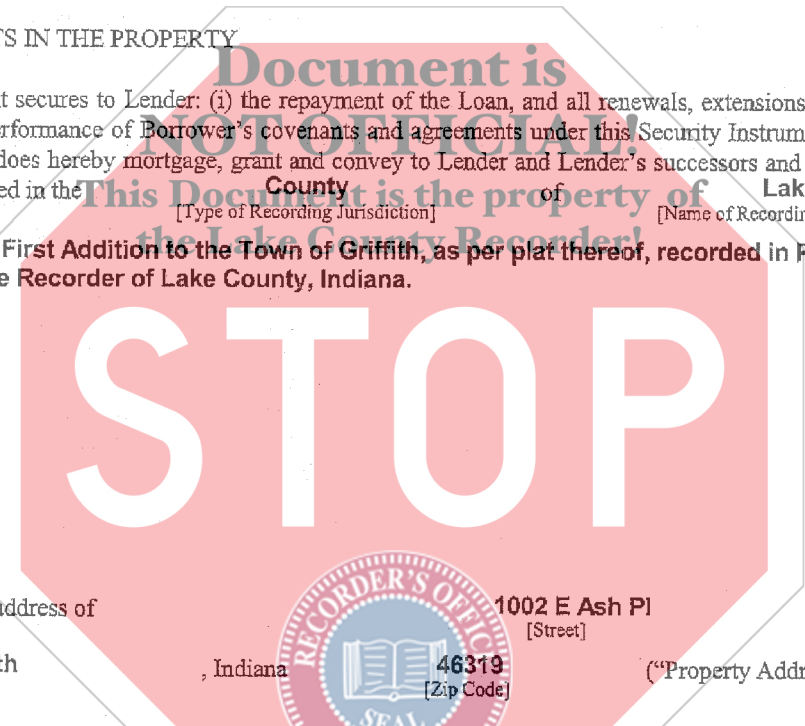 TS IN THE PROPERTY
Document is
t secures to Lender: (i) the repayment of the Loan, and all renewals, extensions
rformance of Borrower's covenants and agreements under this Security Instrum
NOT OFFICIAL!
does hereby mortgage, grant and convey to Lender and Lender's successors and
ed in the County of Lak
This Document is the property of
[Type of Recording Jurisdiction] [Name of Recordin
the Lake County Recorder!
First Addition to the Town of Griffith, as per plat thereof, recorded in P
e Recorder of Lake County, Indiana.
STOP
address of 1002 E Ash Pl
[Street]
th , Indiana 46319 ("Property Addr
[Zip Code]
RECORDER'S OFFIC
SEAL